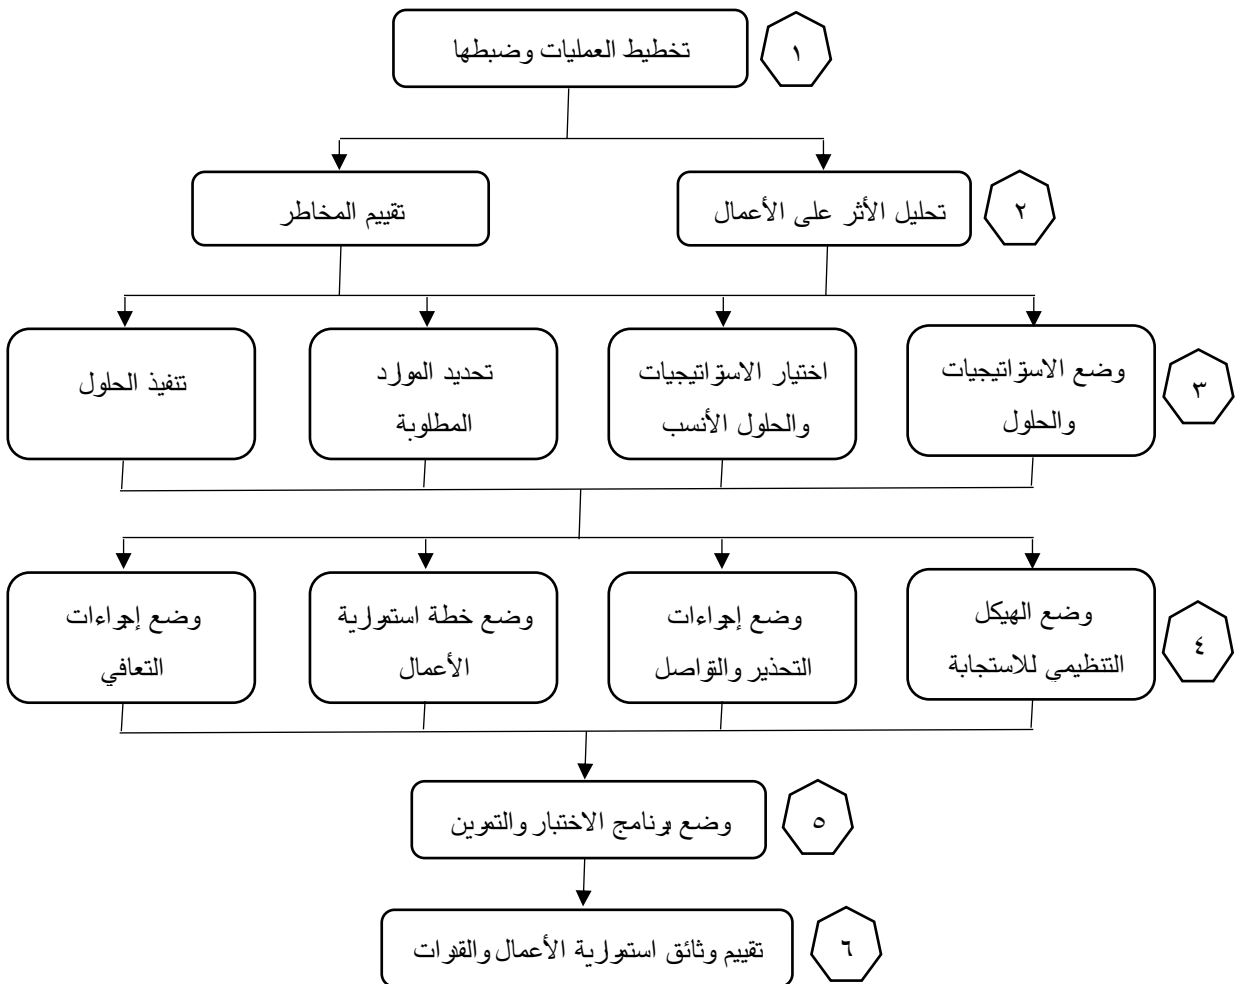 تخطيط العمليات وضبطها
١
تحليل الأثر على الأعمال
تقييم المخاطر
٢
وضع الاستراتيجيات
والحلول
اختيار الاستراتيجيات
والحلول الأنسب
تحديد الموارد
المطلوبة
تنفيذ الحلول
٣
وضع الهيكل
التنظيمي للاستجابة
وضع إجراءات
التحذير والتواصل
وضع خطة استمرارية
الأعمال
وضع إجراءات
التعافي
٤
وضع برنامج الاختبار والتمرين
٥
تقييم وثائق استمرارية الأعمال والقدرات
٦